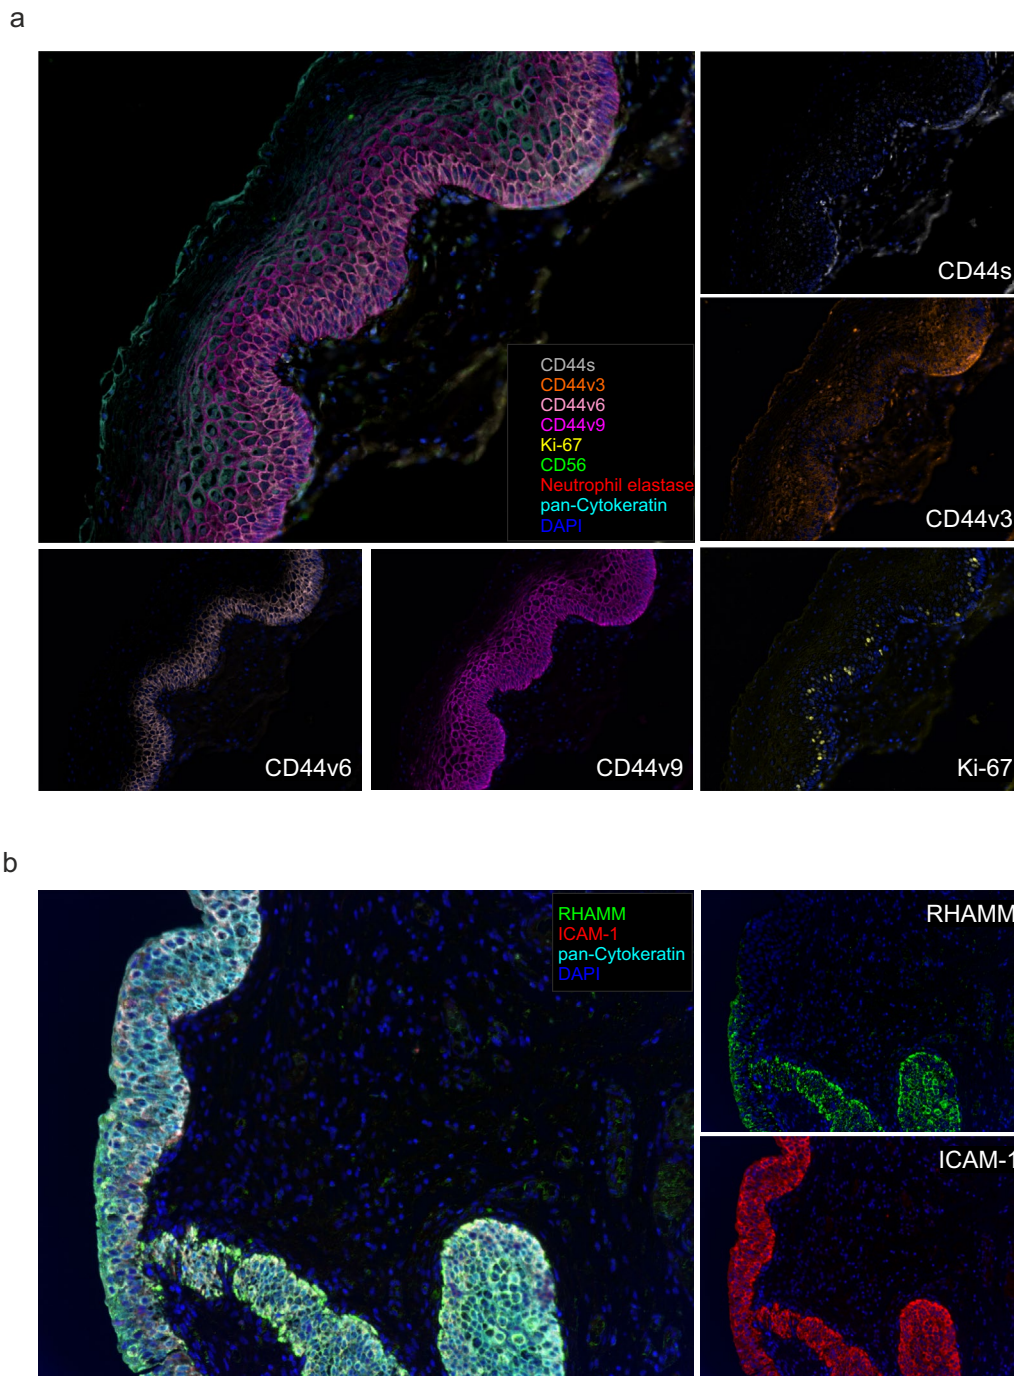 a
CD44s
CD44v3
CD44s
CD44v3
CD44v6
CD44v9
Ki-67
CD56
Neutrophil elastase
pan-Cytokeratin
DAPI
CD44v6
CD44v9
Ki-67
b
RHAMM
ICAM-1
pan-Cytokeratin
DAPI
RHAMM
ICAM-1